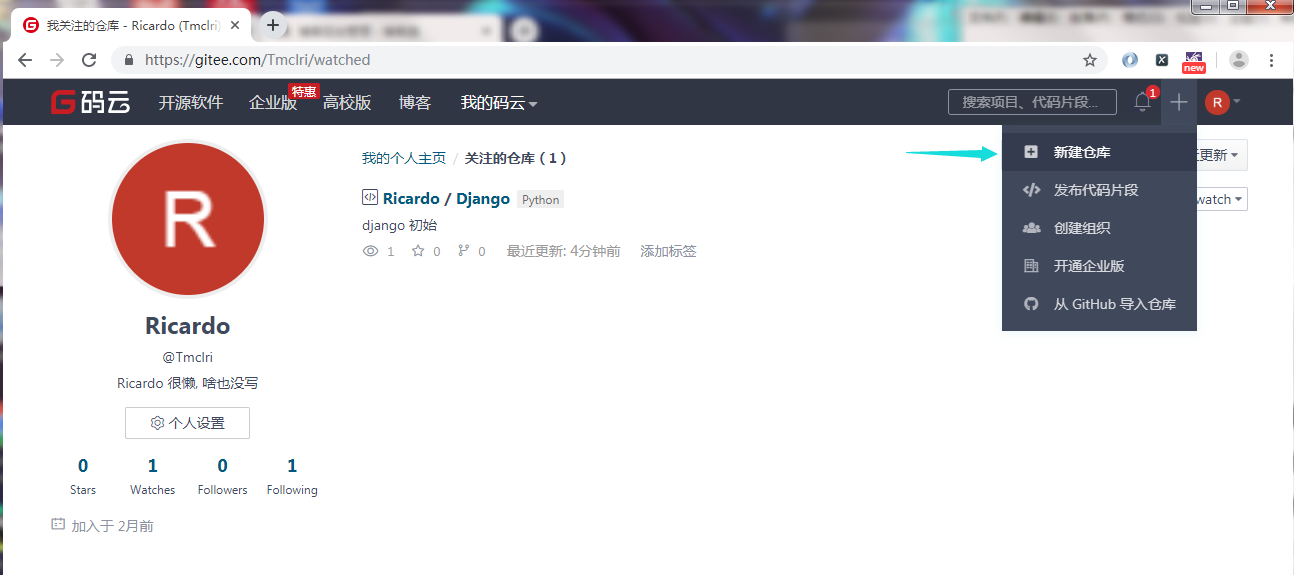 我关注的仓库 - Ricardo (Tmclri)
https://gitee.com/Tmclri/watched
new
码云 开源软件 企业版 特惠 高校版 博客 我的码云
搜索项目、代码片段...
1
R
新建仓库
发布代码片段
创建组织
开通企业版
从 GitHub 导入仓库
近更新
watch
R
Ricardo
@Tmclri
Ricardo 很懒, 啥也没写
个人设置
0 1 0 1
Stars Watches Followers Following
加入于 2月前
我的个人主页 / 关注的仓库 ( 1 )
Ricardo / Django Python
django 初始
1 0 0 最近更新: 4分钟前 添加标签